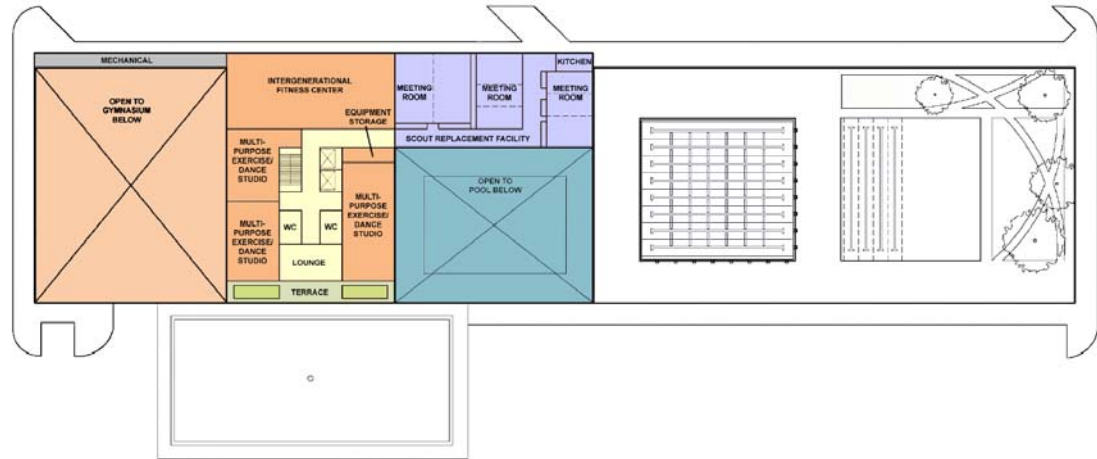 MECHANICAL
OPEN TO
GYMNASIUM
BELOW
INTERGENERATIONAL
FITNESS CENTER
EQUIPMENT
STORAGE
MULTI-
PURPOSE
EXERCISE/
DANCE
STUDIO
MULTI-
PURPOSE
EXERCISE/
DANCE
STUDIO
MULTI-
PURPOSE
EXERCISE/
DANCE
STUDIO
WC
WC
LOUNGE
TERRACE
MEETING
ROOM
MEETING
ROOM
KITCHEN
MEETING
ROOM
SCOUT REPLACEMENT FACILITY
OPEN TO
POOL BELOW